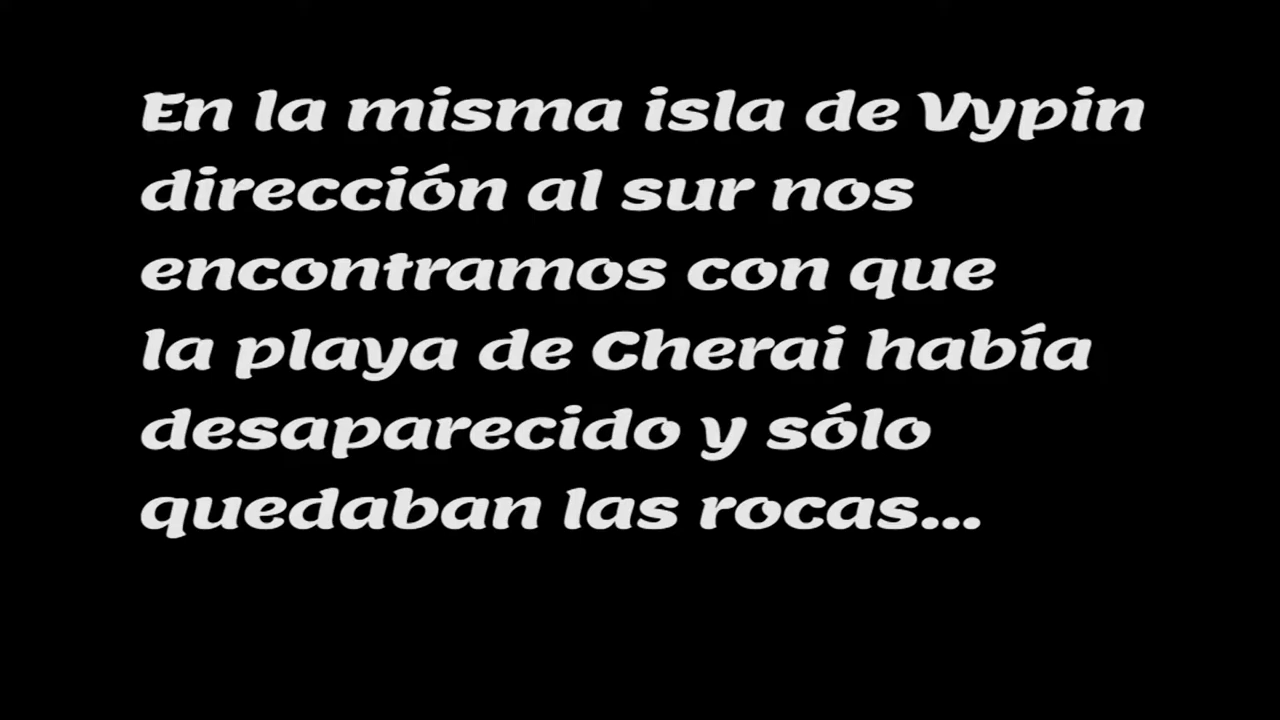 En la misma isla de Vypin
dirección al sur nos
encontramos con que
la playa de Cherai había
desaparecido y sólo
quedaban las rocas...